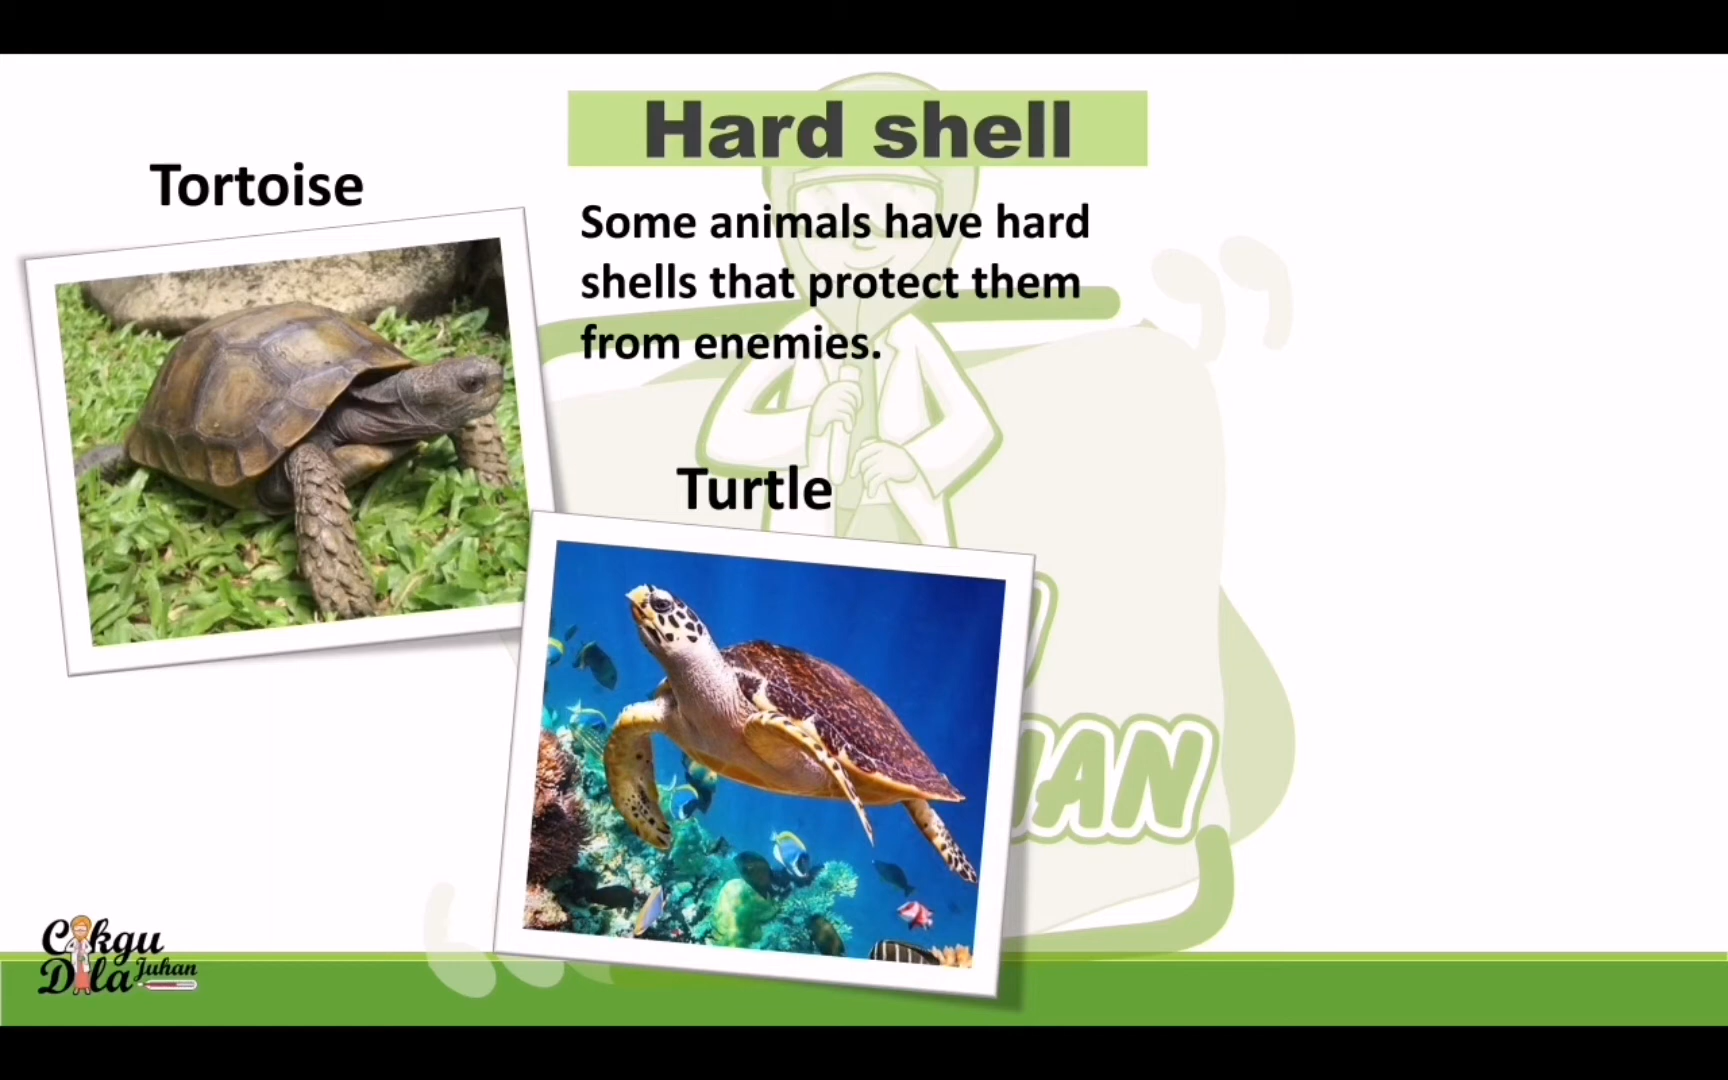 Hard shell
Tortoise
Some animals have hard
shells that protect them
from enemies.
Turtle
Cikgu
Dila Juhan